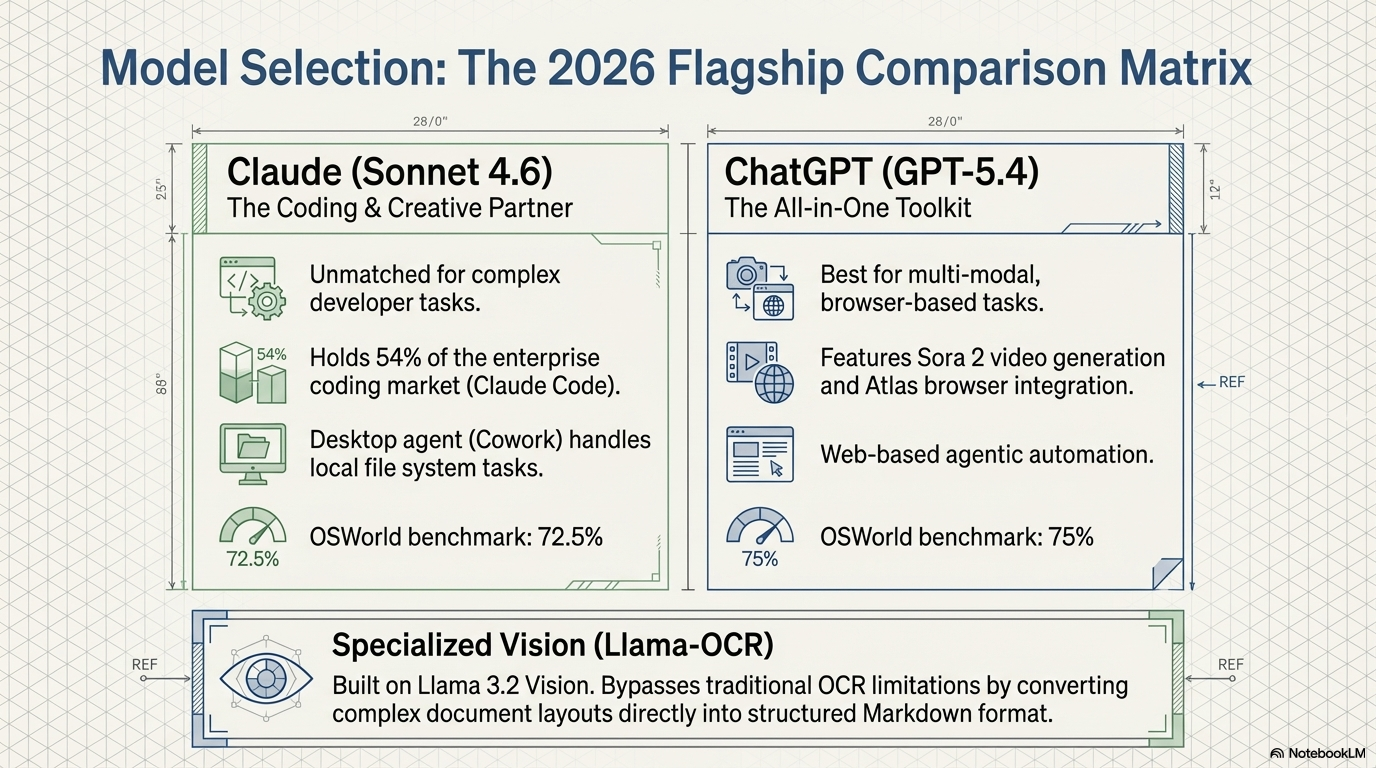 Model Selection: The 2026 Flagship Comparison Matrix
28/0"
28/0"
25"
Claude (Sonnet 4.6)
The Coding & Creative Partner
ChatGPT (GPT-5.4)
The All-in-One Toolkit
12"
88"
Unmatched for complex
developer tasks.
54%
Holds 54% of the enterprise
coding market (Claude Code).
Desktop agent (Cowork) handles
local file system tasks.
72.5%
OSWorld benchmark: 72.5%
Best for multi-modal,
browser-based tasks.
Features Sora 2 video generation
and Atlas browser integration.
REF
Web-based agentic automation.
75%
OSWorld benchmark: 75%
REF
Specialized Vision (Llama-OCR)
Built on Llama 3.2 Vision. Bypasses traditional OCR limitations by converting
complex document layouts directly into structured Markdown format.
REF
NotebookLM